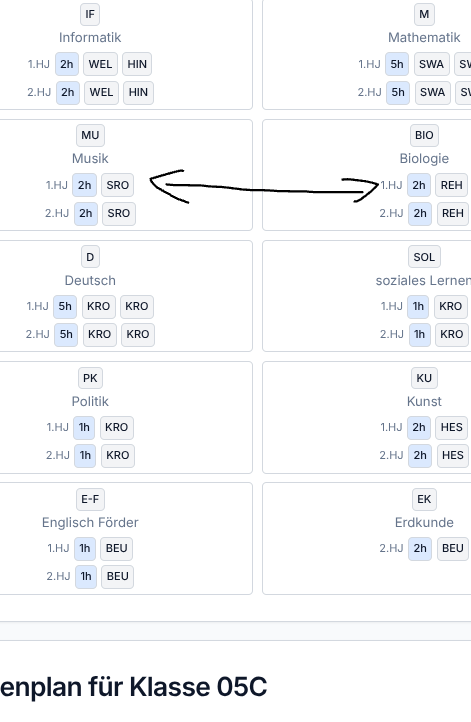 IF
Informatik
1.HJ 2h WEL HIN
2.HJ 2h WEL HIN
M
Mathematik
1.HJ 5h SWA
2.HJ 5h SWA
MU
Musik
1.HJ 2h SRO
2.HJ 2h SRO
BIO
Biologie
1.HJ 2h REH
2.HJ 2h REH
D
Deutsch
1.HJ 5h KRO KRO
2.HJ 5h KRO KRO
SOL
soziales Lernen
1.HJ 1h KRO
2.HJ 1h KRO
PK
Politik
1.HJ 1h KRO
2.HJ 1h KRO
KU
Kunst
1.HJ 2h HES
2.HJ 2h HES
E-F
Englisch Förder
1.HJ 1h BEU
2.HJ 1h BEU
EK
Erdkunde
2.HJ 2h BEU
enplan für Klasse 05C